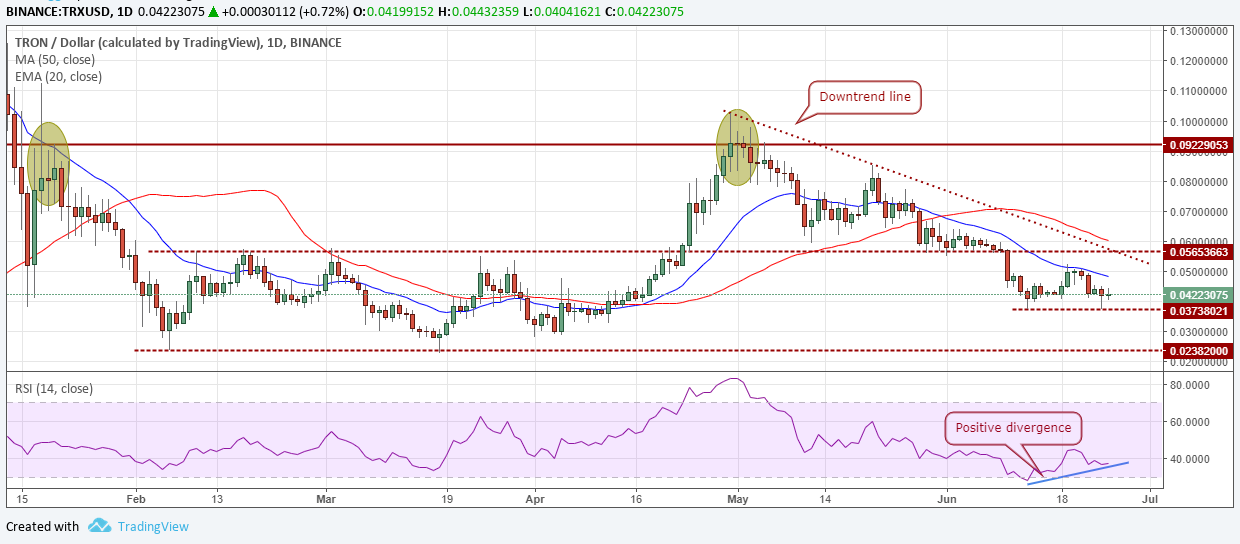 BINANCE:TRXUSD, 1D 0.04223075 ▲ +0.00030112 (+0.72%) O:0.04199152 H:0.04432359 L:0.04041621 C:0.04223075
TRON / Dollar (calculated by TradingView), 1D, BINANCE
MA (50, close)
EMA (20, close)
Downtrend line
0.13000000
0.12000000
0.11000000
0.10000000
0.09229053
0.08000000
0.07000000
0.05653663
0.05000000
0.04223075
0.03738021
0.03000000
0.02382000
0.02000000
RSI (14, close)
Positive divergence
80.0000
60.0000
40.0000
15 Feb 13 Mar 19 Apr 16 May 14 Jun 18 Jul
Created with TradingView